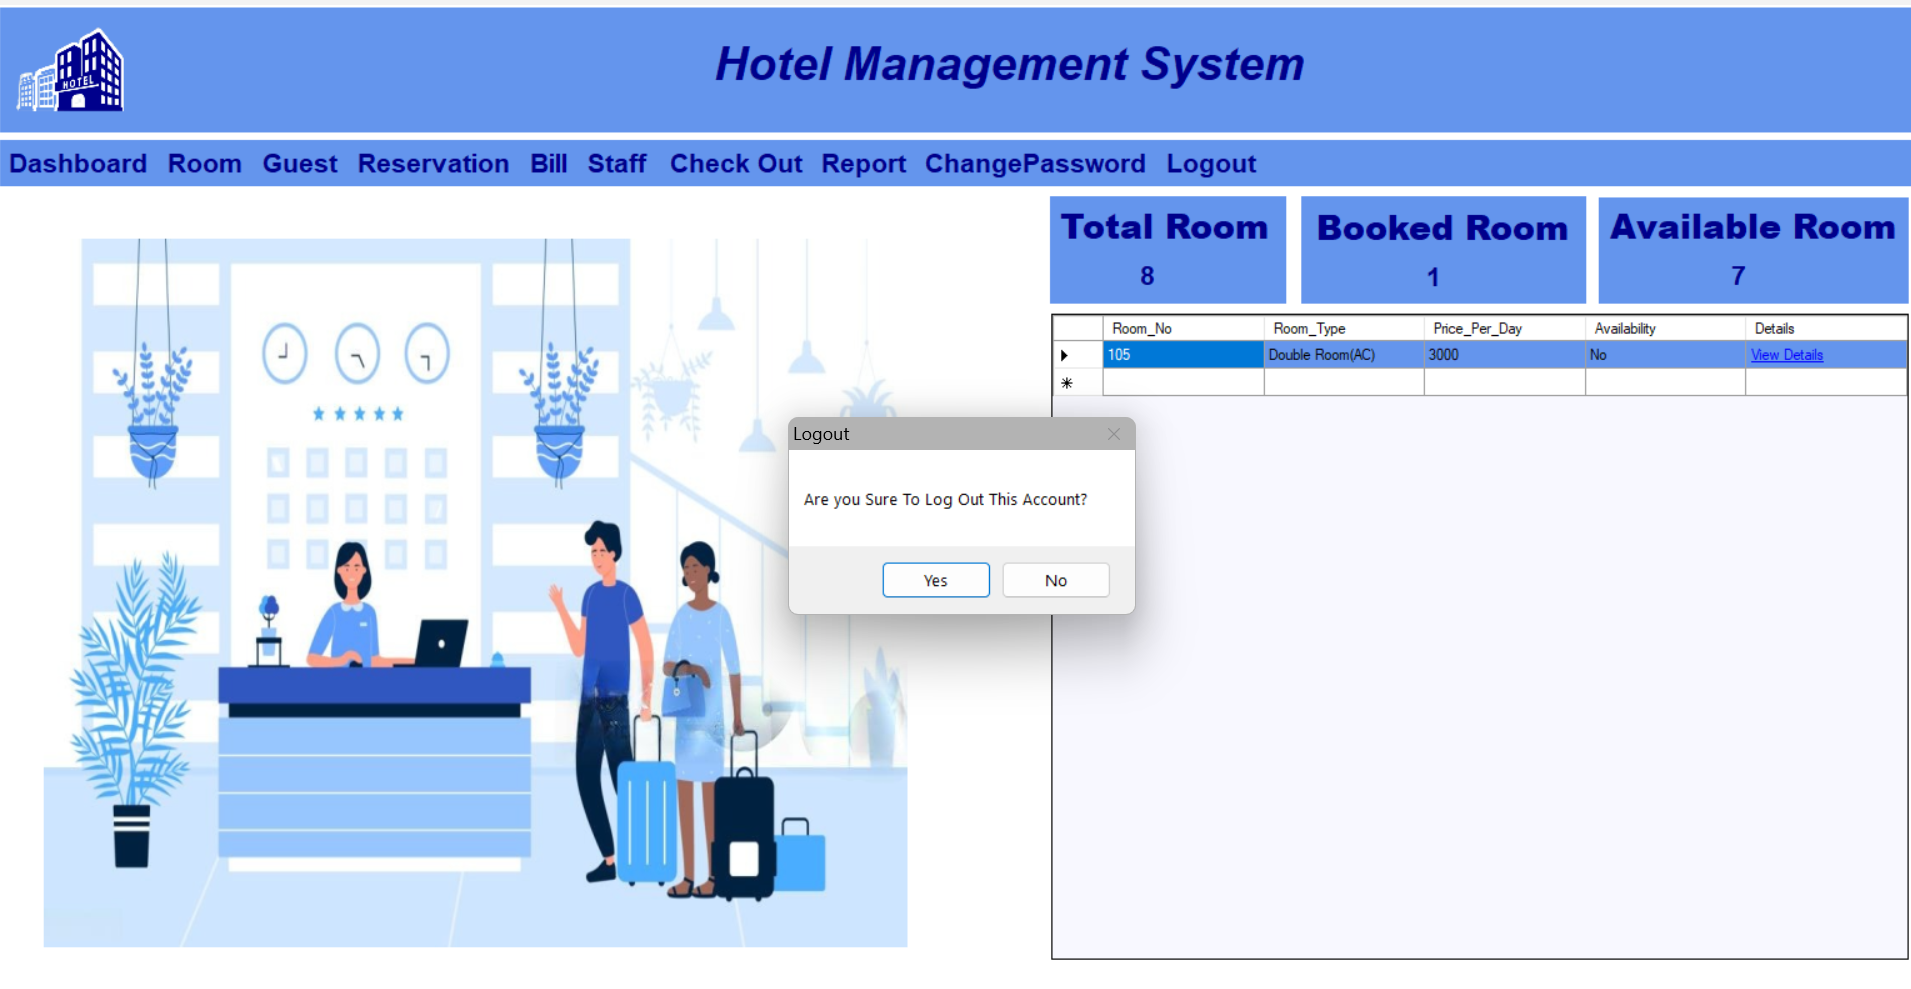 HOTEL
Hotel Management System
Dashboard Room Guest Reservation Bill Staff Check Out Report ChangePassword Logout
Total Room Booked Room Available Room
8 1 7
Room_No Room_Type Price_Per_Day Availability Details
105 Double Room(AC) 3000 No View Details
Logout
Are you Sure To Log Out This Account?
Yes No